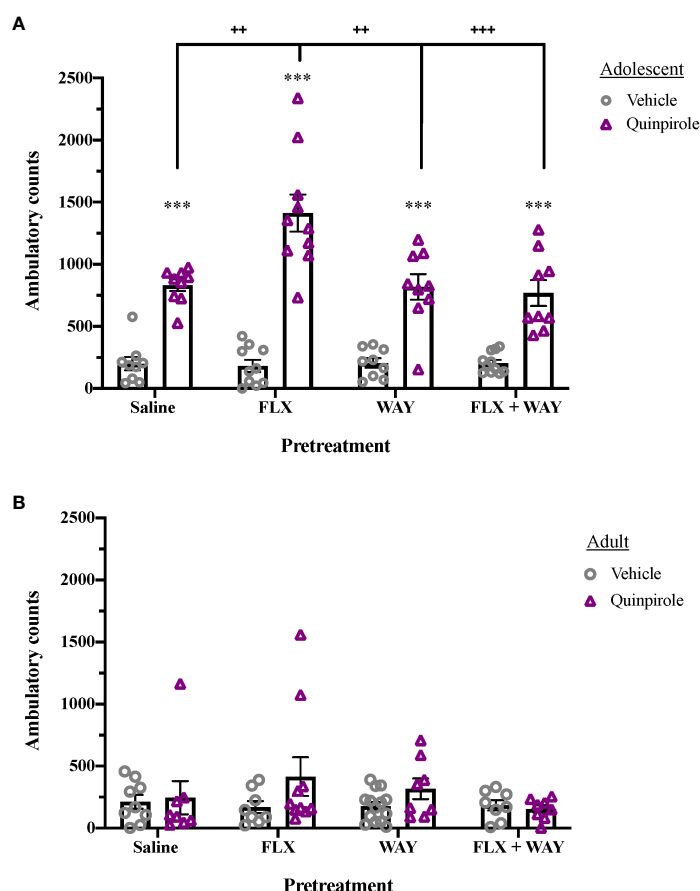 A
++ ++ +++
***
*** *** ***
2500
2000
1500
1000
500
0
Ambulatory counts
Adolescent
Vehicle
Quinpirole
Saline FLX WAY FLX + WAY
Pretreatment
B
2500
2000
1500
1000
500
0
Ambulatory counts
Adult
Vehicle
Quinpirole
Saline FLX WAY FLX + WAY
Pretreatment